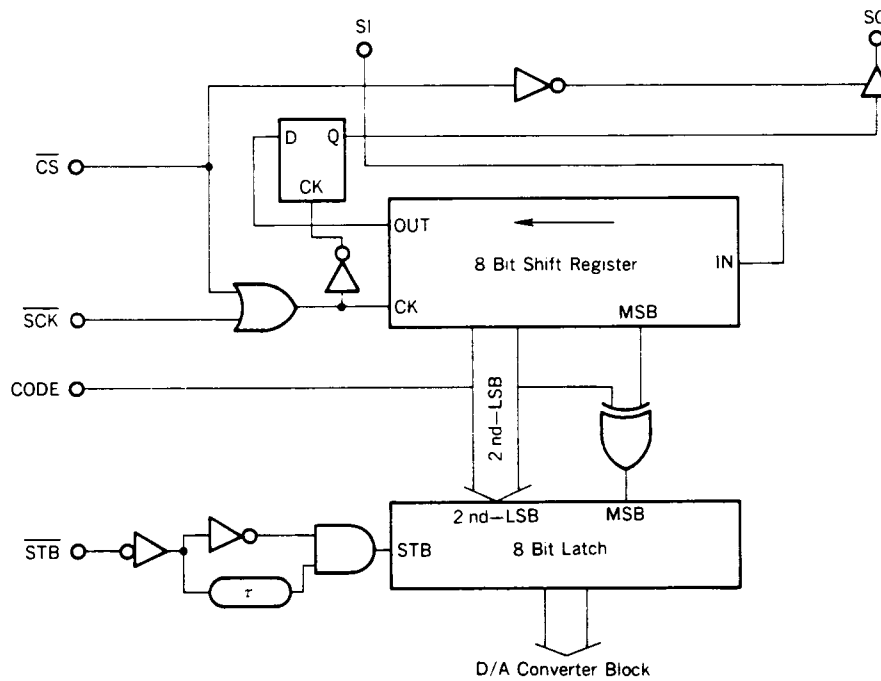 SI
SO
D
Q
CK
CS
OUT
8 Bit Shift Register
IN
CK
MSB
SCK
CODE
2 nd–LSB
2 nd–LSB
MSB
STB
STB
8 Bit Latch
τ
D/A Converter Block